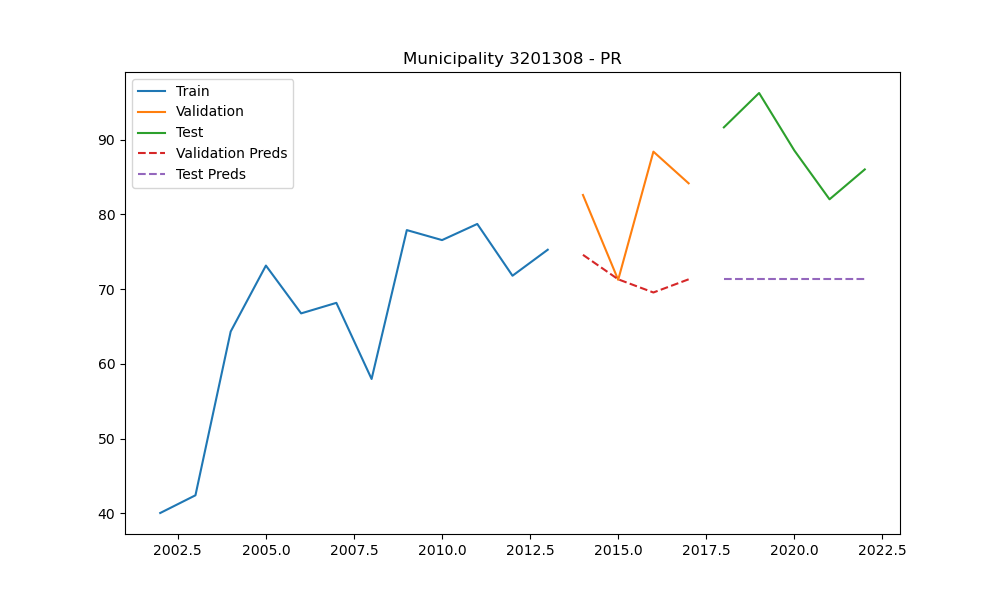 Municipality 3201308 - PR
Train
Validation
Test
Validation Preds
Test Preds
90
80
70
60
50
40
2002.5 2005.0 2007.5 2010.0 2012.5 2015.0 2017.5 2020.0 2022.5